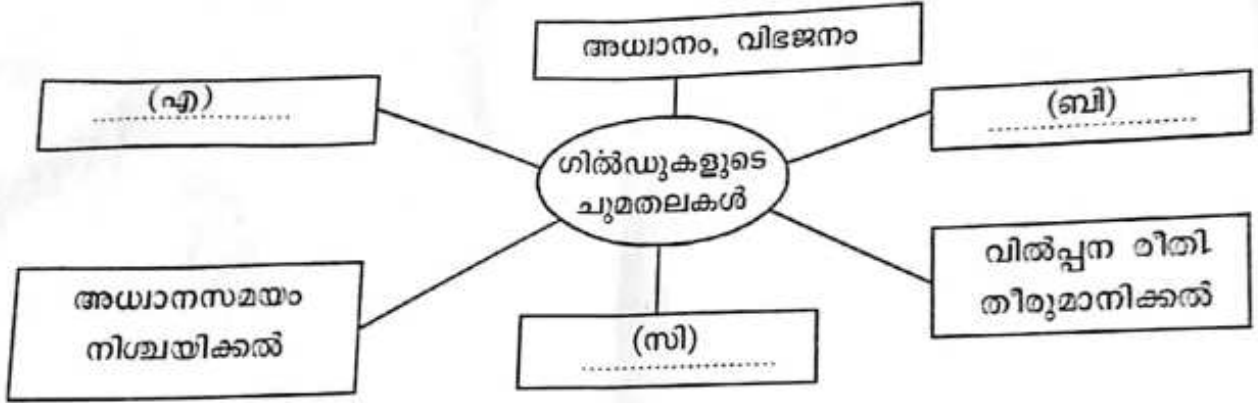 അധ്വാനം, വിഭജനം
(എ)
(ബി)
ഗിൽഡുകളുടെ
ചുമതലകൾ
അധ്വാനസമയം
നിശ്ചയിക്കൽ
(സി)
വിൽപ്പന രീതി
തീരുമാനിക്കൽ